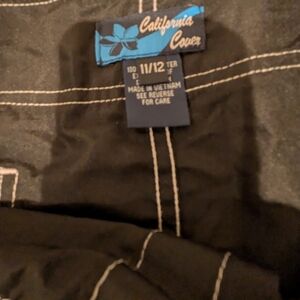 California
Cover
11/12
MADE IN VIETNAM
SEE REVERSE
FOR CARE